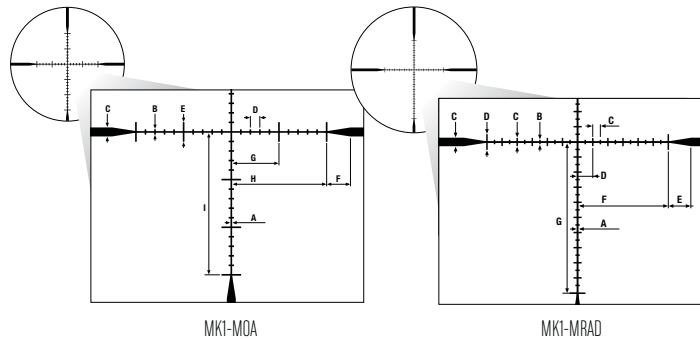 C B E D
G
H F
I
A
MK1-MOA
C D C B C
D
F E
G A
MK1-MRAD